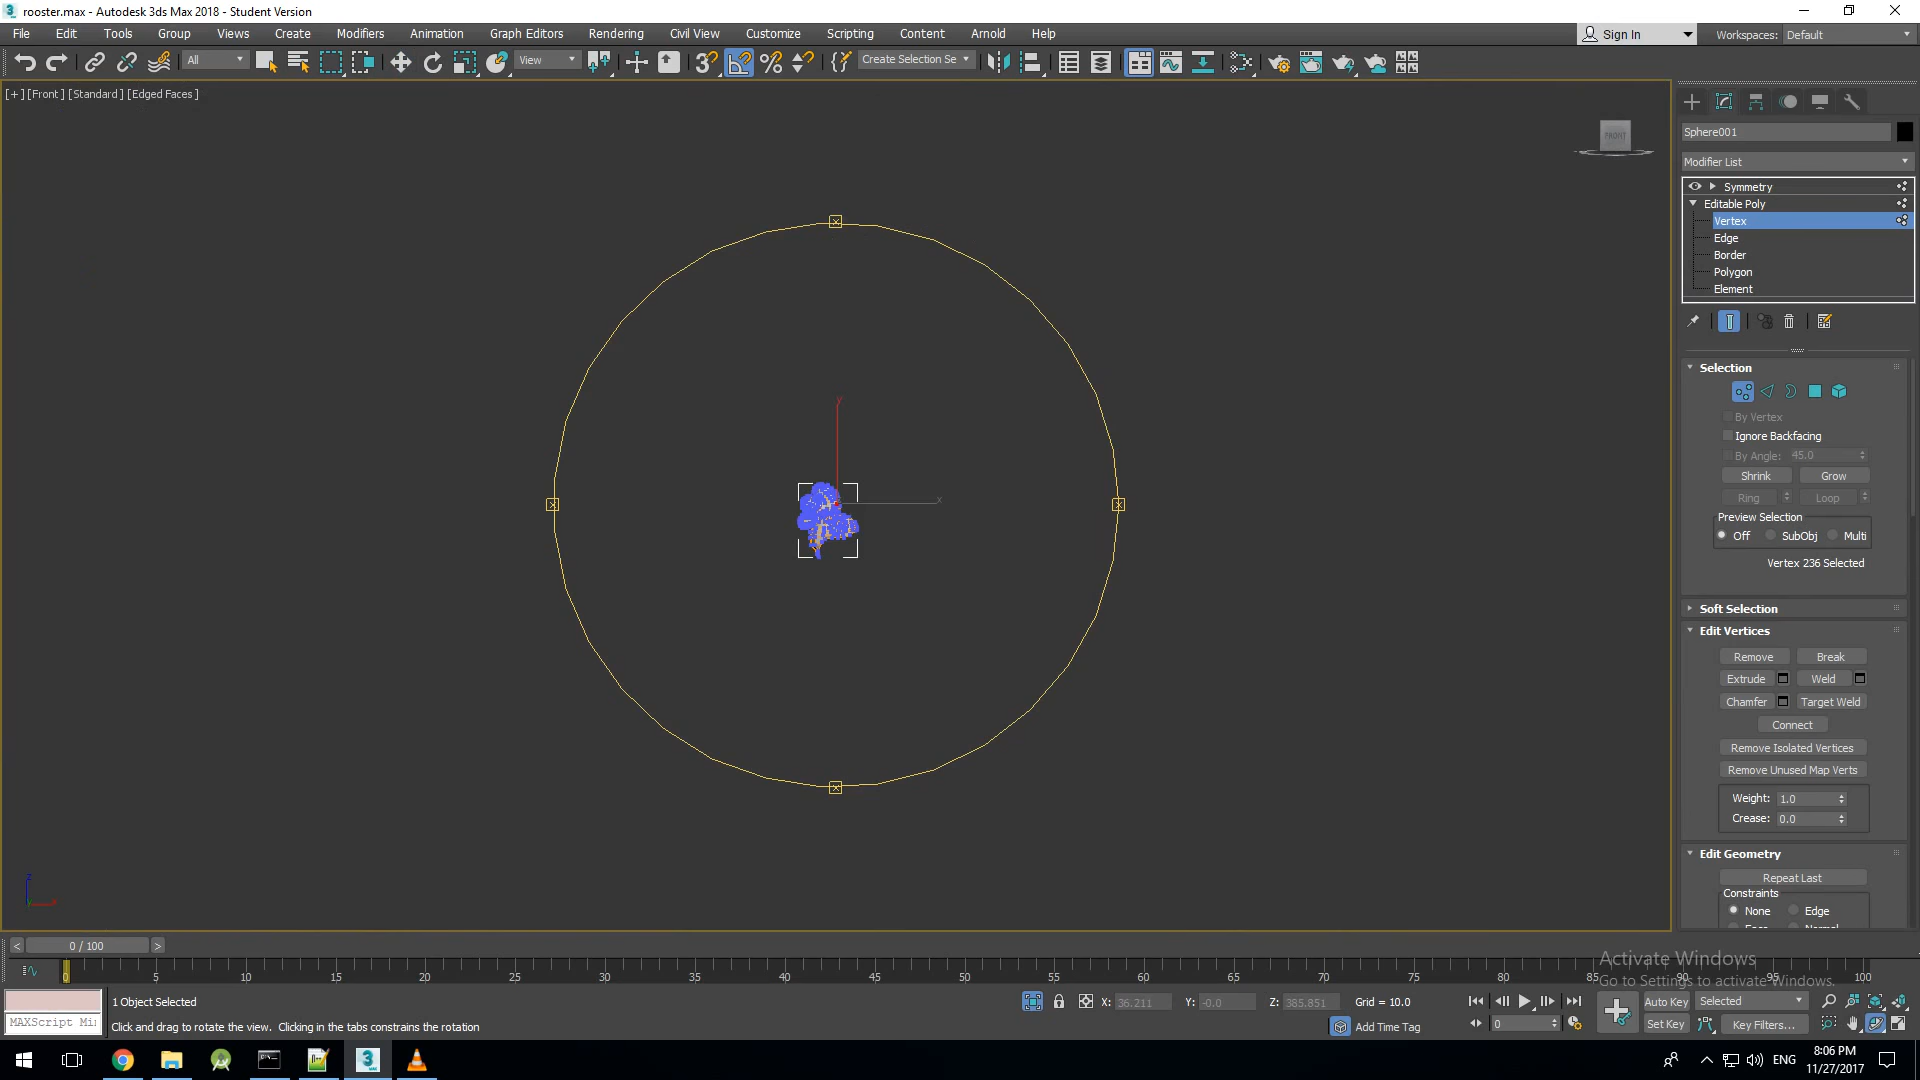 rooster.max - Autodesk 3ds Max 2018 - Student Version
File Edit Tools Group Views Create Modifiers Animation Graph Editors Rendering Civil View Customize Scripting Content Arnold Help
Sign In Workspaces: Default
All View Create Selection Se
[+] [Front] [Standard] [Edged Faces]
FRONT
Sphere001
Modifier List
Symmetry
Editable Poly
Vertex
Edge
Border
Polygon
Element
Selection
By Vertex
Ignore Backfacing
By Angle: 45.0
Shrink Grow
Ring Loop
Preview Selection
Off SubObj Multi
Vertex 236 Selected
Soft Selection
Edit Vertices
Remove Break
Extrude Weld
Chamfer Target Weld
Connect
Remove Isolated Vertices
Remove Unused Map Verts
Weight: 1.0
Crease: 0.0
Edit Geometry
Repeat Last
Constraints
None Edge
y
x
z
< 0 / 100 >
0 5 10 15 20 25 30 35 40 45 50 55 60 65 70 75 80 85 90 95 100
Activate Windows
Go to Settings to activate Windows.
1 Object Selected
X: 36.211 Y: -0.0 Z: 385.851 Grid = 10.0
Auto Key Selected
MAXScript Mi
Click and drag to rotate the view. Clicking in the tabs constrains the rotation
Add Time Tag
0
Set Key Key Filters...
ENG
8:06 PM
11/27/2017